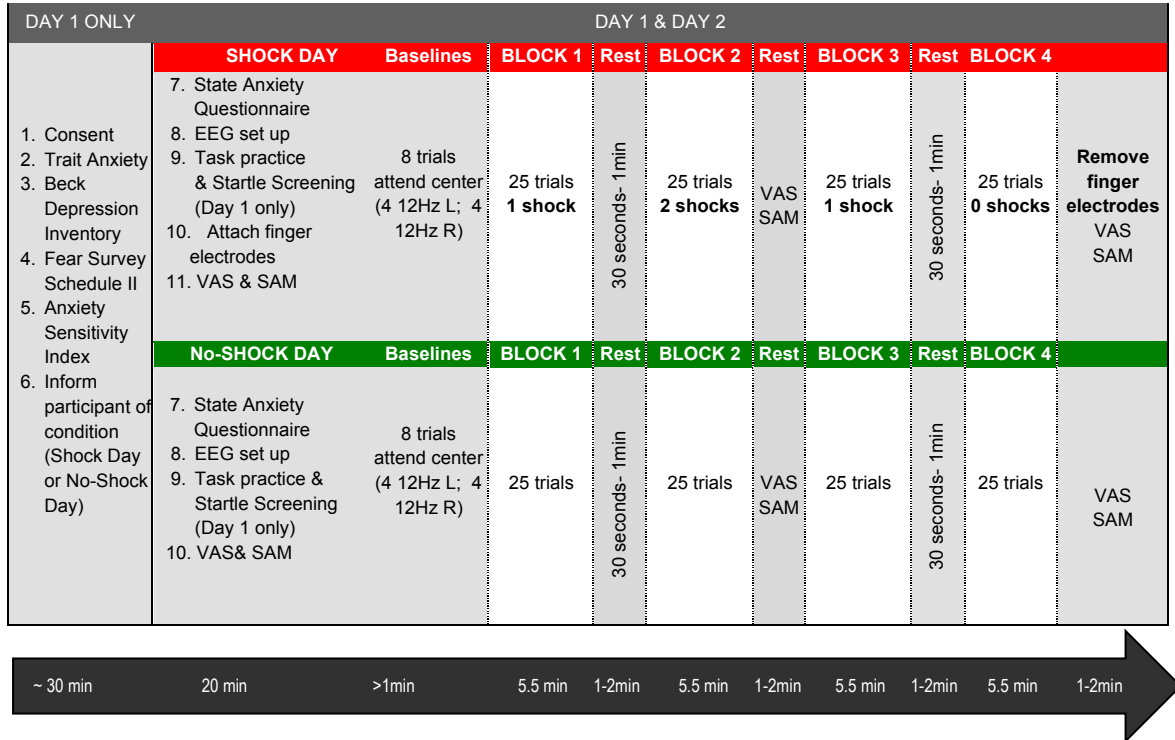 DAY 1 ONLY
DAY 1 & DAY 2
1. Consent
2. Trait Anxiety
3. Beck
Depression
Inventory
4. Fear Survey
Schedule II
5. Anxiety
Sensitivity
Index
6. Inform
participant of
condition
(Shock Day
or No-Shock
Day)
SHOCK DAY
Baselines
BLOCK 1
Rest
BLOCK 2
Rest
BLOCK 3
Rest
BLOCK 4
7. State Anxiety
Questionnaire
8. EEG set up
9. Task practice
& Startle Screening
(Day 1 only)
10. Attach finger
electrodes
11. VAS & SAM
8 trials
attend center
(4 12Hz L; 4
12Hz R)
25 trials
1 shock
30 seconds- 1min
25 trials
2 shocks
VAS
SAM
25 trials
1 shock
30 seconds- 1min
25 trials
0 shocks
Remove
finger
electrodes
VAS
SAM
No-SHOCK DAY
Baselines
BLOCK 1
Rest
BLOCK 2
Rest
BLOCK 3
Rest
BLOCK 4
7. State Anxiety
Questionnaire
8. EEG set up
9. Task practice &
Startle Screening
(Day 1 only)
10. VAS& SAM
8 trials
attend center
(4 12Hz L; 4
12Hz R)
25 trials
30 seconds- 1min
25 trials
VAS
SAM
25 trials
30 seconds- 1min
25 trials
VAS
SAM
~ 30 min
20 min
>1min
5.5 min
1-2min
5.5 min
1-2min
5.5 min
1-2min
5.5 min
1-2min